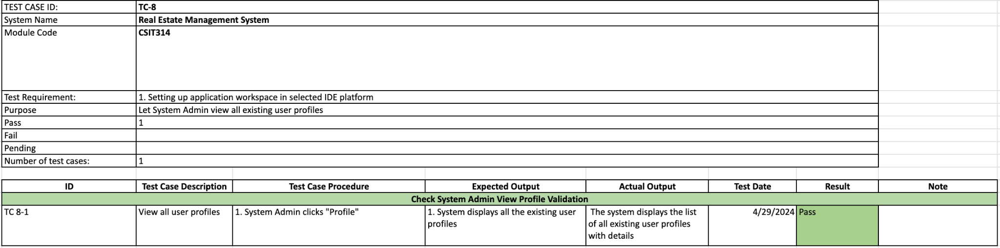 TEST CASE ID: TC-8
System Name Real Estate Management System
Module Code CSIT314
Test Requirement: 1. Setting up application workspace in selected IDE platform
Purpose Let System Admin view all existing user profiles
Pass 1
Fail
Pending
Number of test cases: 1
ID Test Case Description Test Case Procedure Expected Output Actual Output Test Date Result Note
Check System Admin View Profile Validation
TC 8-1 View all user profiles 1. System Admin clicks "Profile" 1. System displays all the existing user The system displays the list 4/29/2024 Pass
profiles of all existing user profiles
with details